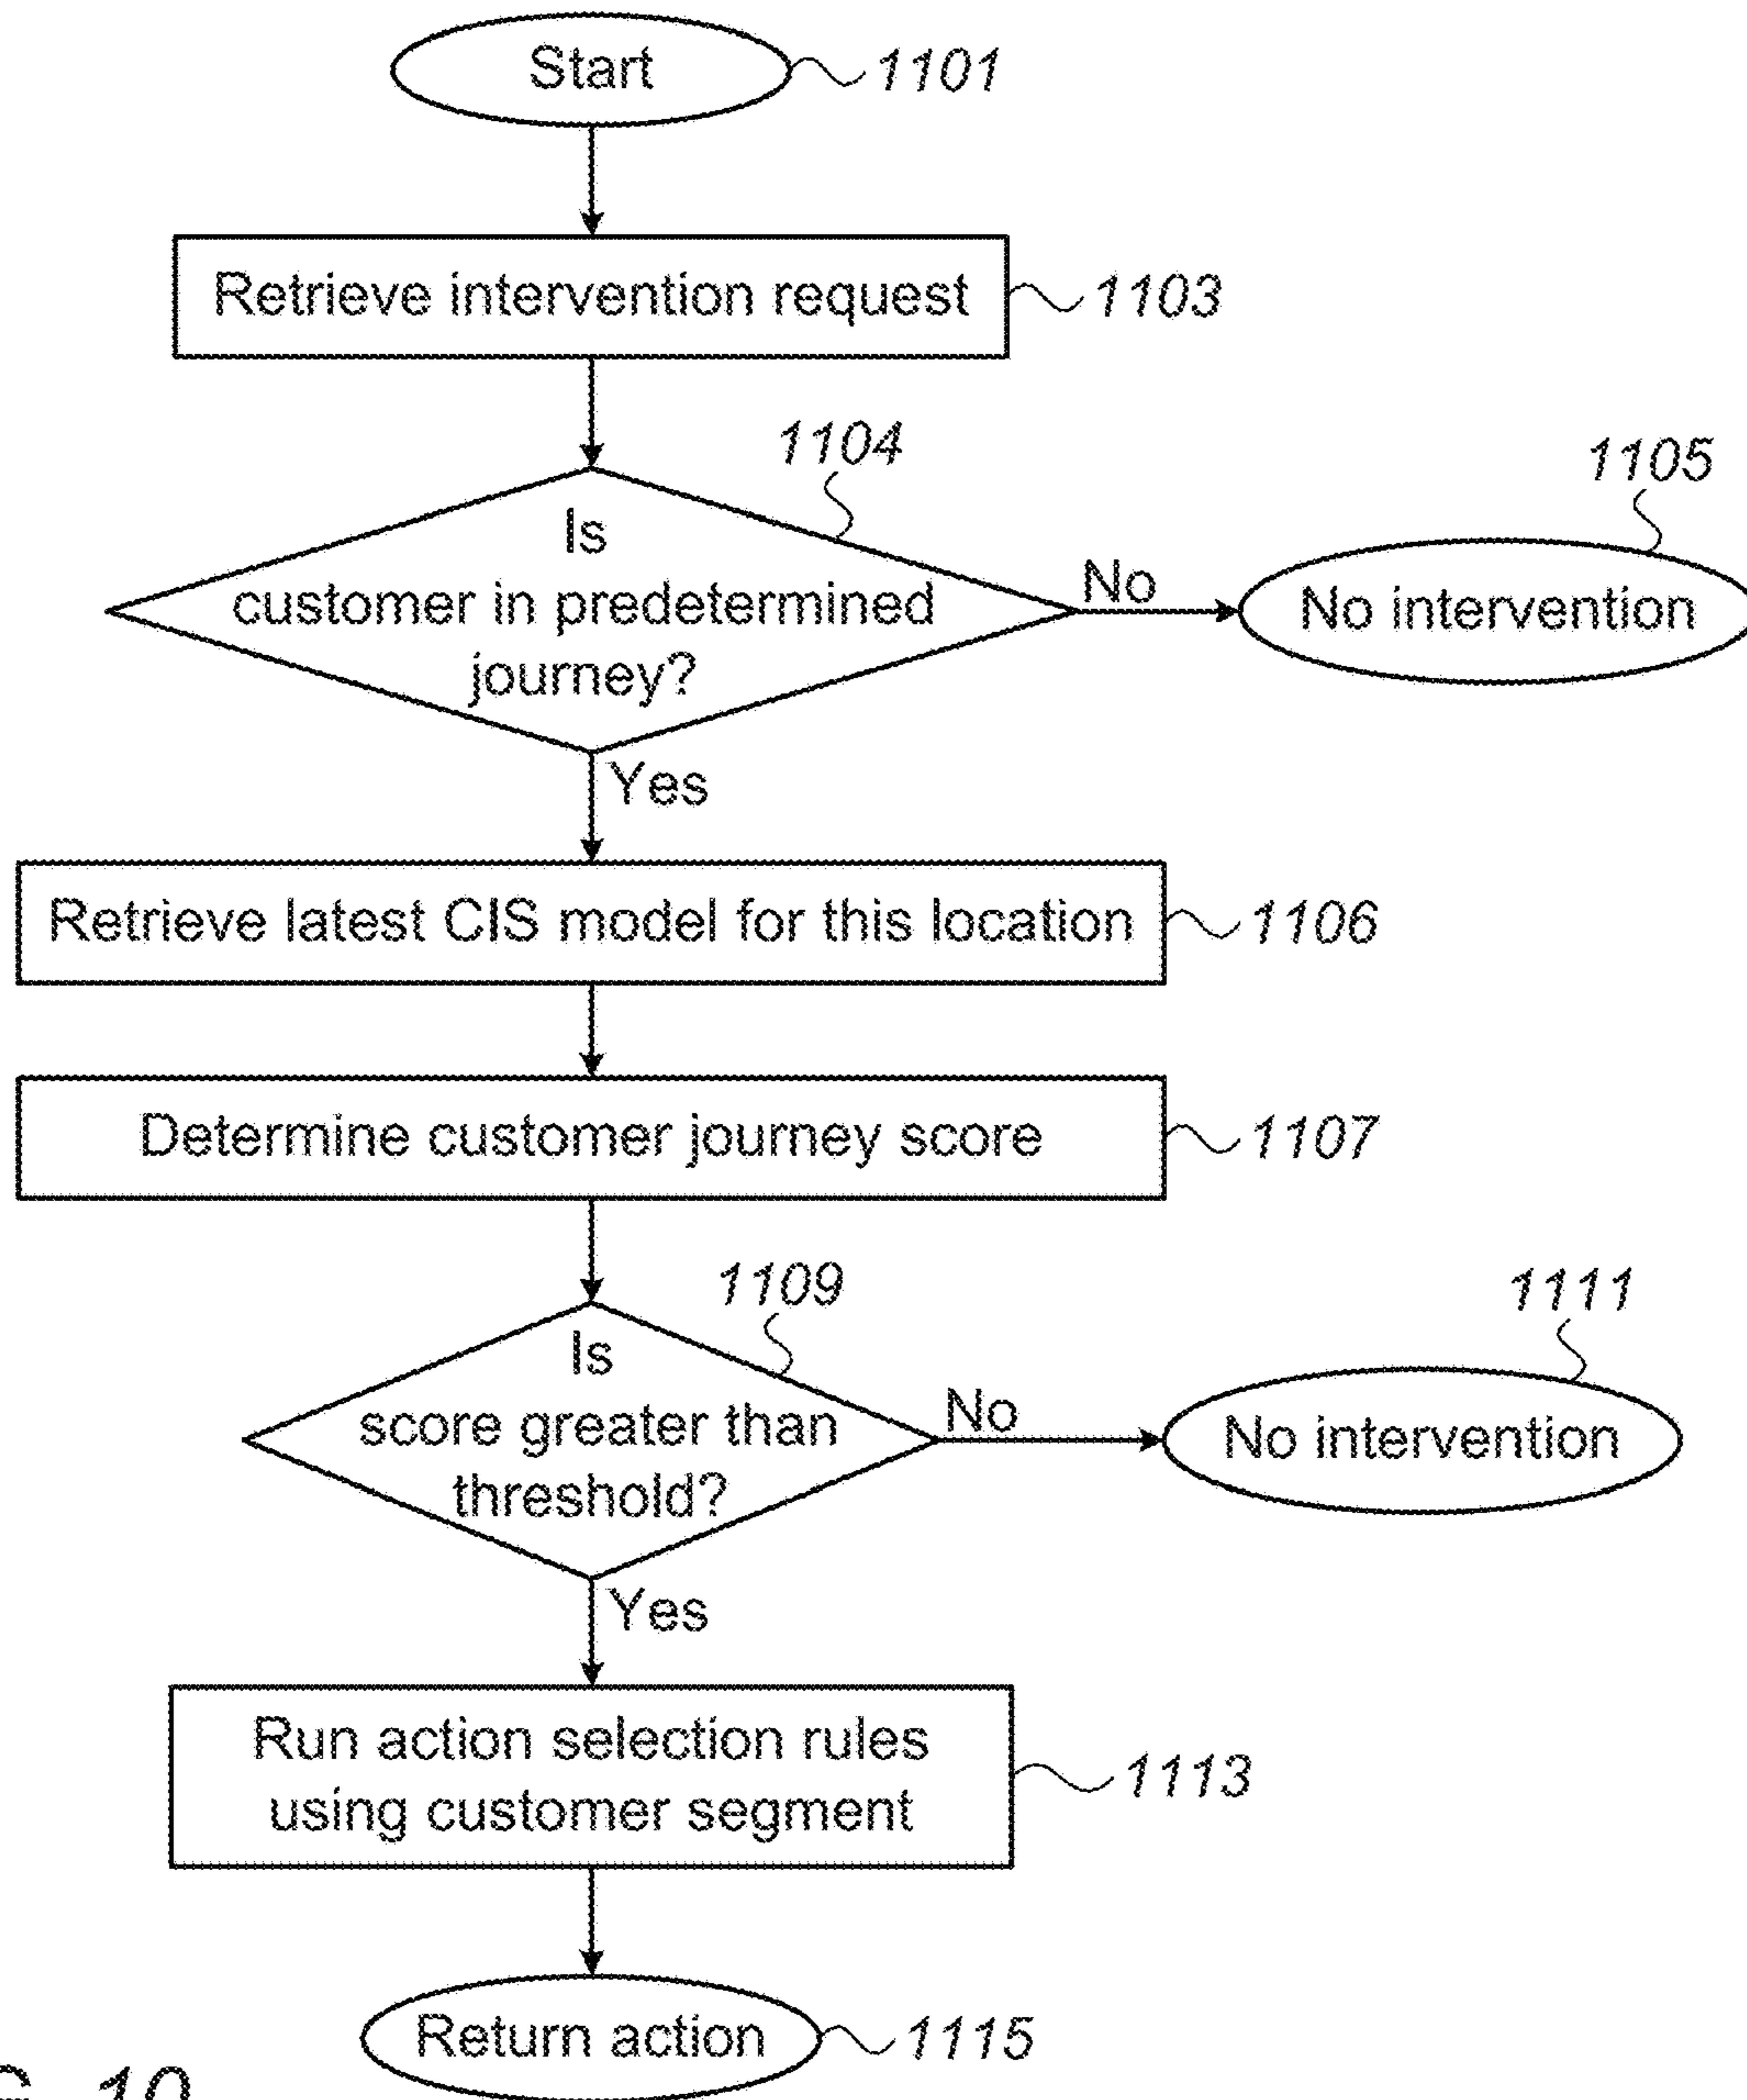 Start
1101
Retrieve intervention request
1103
1104
Is
customer in predetermined
journey?
No
1105
No intervention
Yes
Retrieve latest CIS model for this location
1106
Determine customer journey score
1107
1109
Is
score greater than
threshold?
No
1111
No intervention
Yes
Run action selection rules
using customer segment
1113
Return action
1115
10